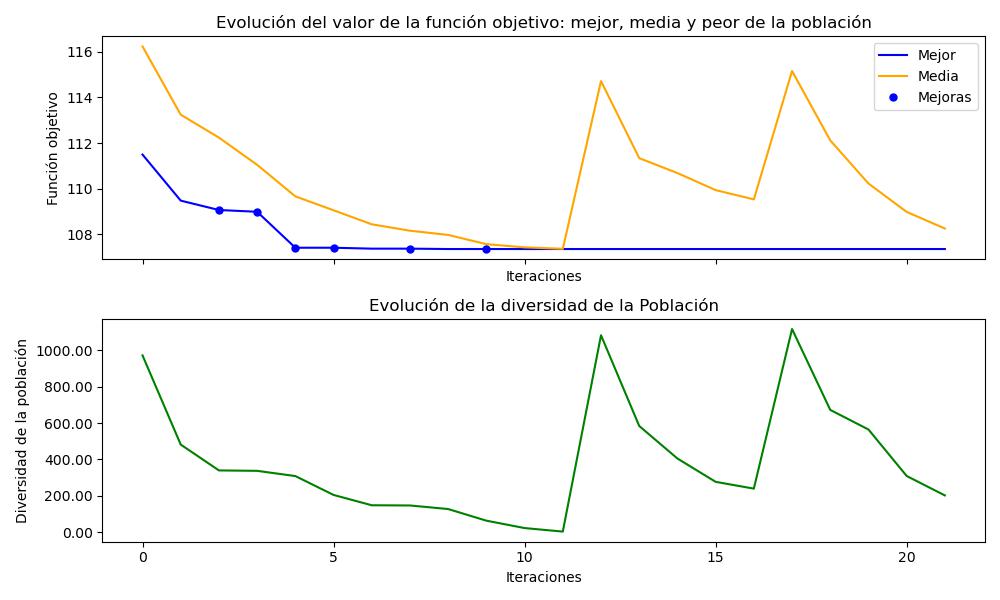 Evolución del valor de la función objetivo: mejor, media y peor de la población
116
114
112
110
108
Función objetivo
Mejor
Media
Mejoras
Iteraciones
Evolución de la diversidad de la Población
1000.00
800.00
600.00
400.00
200.00
0.00
Diversidad de la población
0 5 10 15 20
Iteraciones